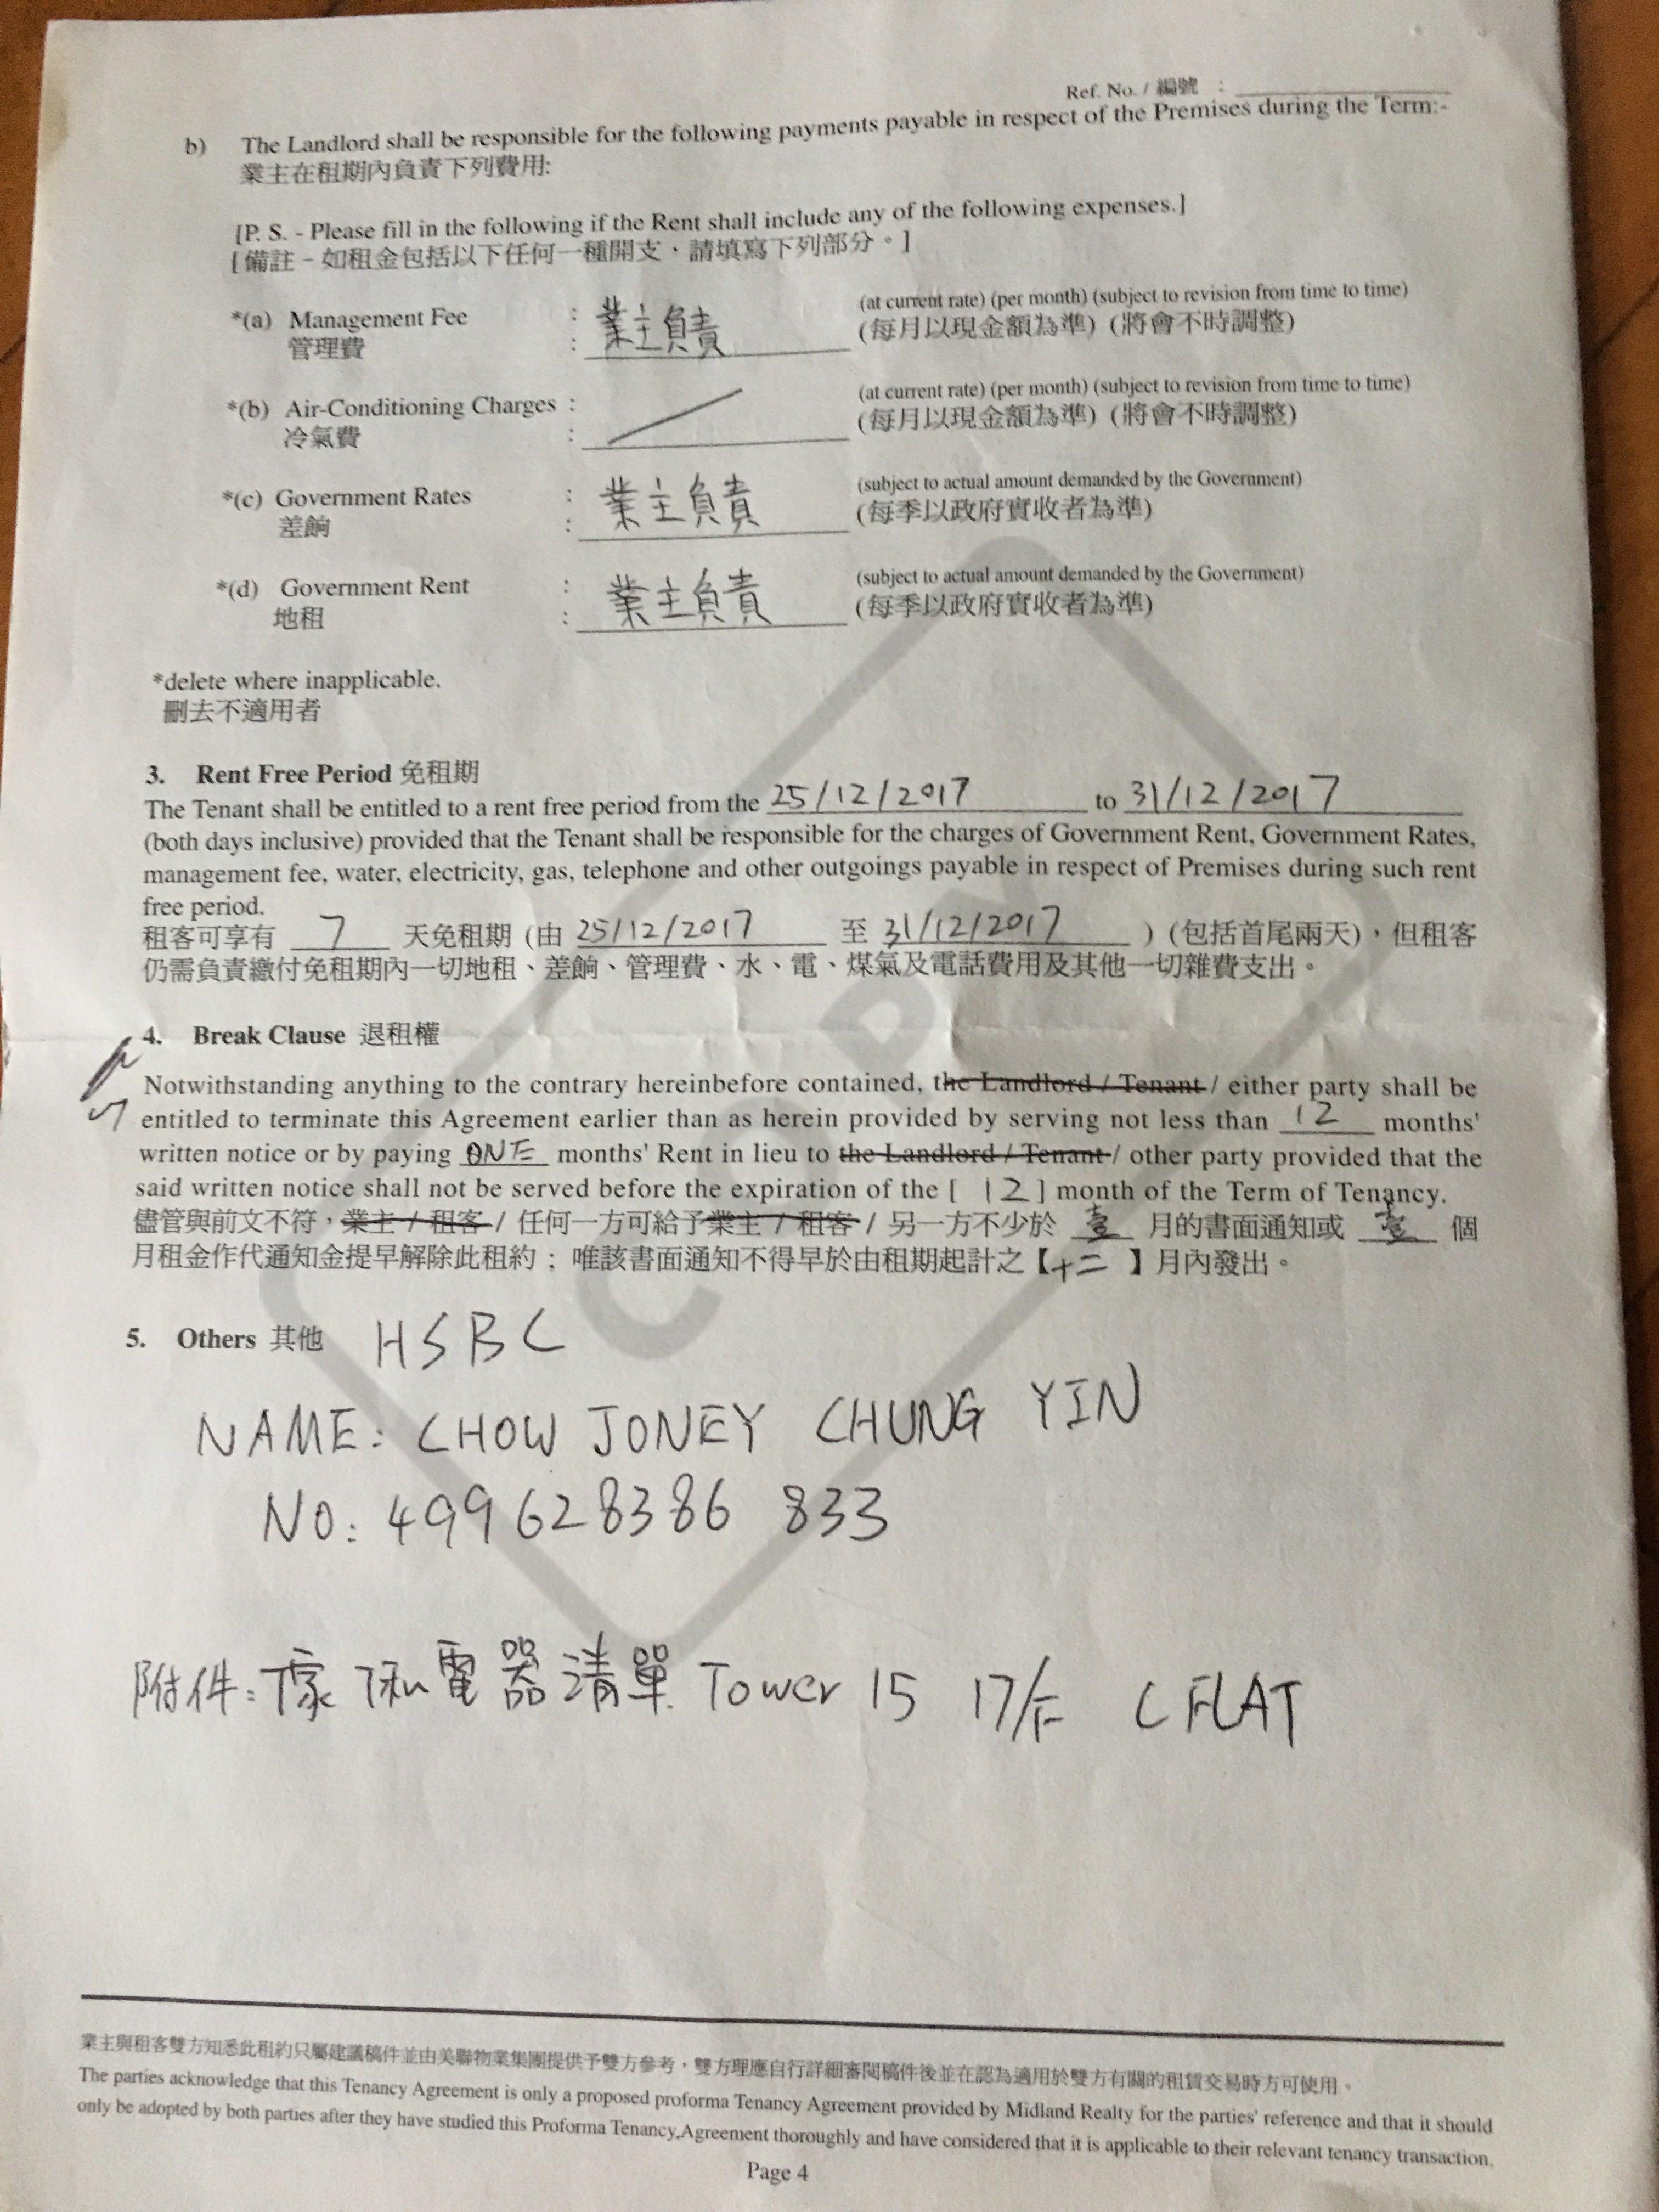 Ref. No. / 編號 :
b) The Landlord shall be responsible for the following payments payable in respect of the Premises during the Term:-
業主在租期內負責下列費用:
[P. S. - Please fill in the following if the Rent shall include any of the following expenses.]
[備註 - 如租金包括以下任何一種開支，請填寫下列部分。]
*(a) Management Fee : (at current rate) (per month) (subject to revision from time to time)
管理費 : 業主負責 (每月以現金額為準) (將會不時調整)
*(b) Air-Conditioning Charges : (at current rate) (per month) (subject to revision from time to time)
冷氣費 : (每月以現金額為準) (將會不時調整)
*(c) Government Rates : (subject to actual amount demanded by the Government)
差餉 : 業主負責 (每季以政府實收者為準)
*(d) Government Rent : (subject to actual amount demanded by the Government)
地租 : 業主負責 (每季以政府實收者為準)
*delete where inapplicable.
刪去不適用者
3. Rent Free Period 免租期
The Tenant shall be entitled to a rent free period from the 25/12/2017 to 31/12/2017
(both days inclusive) provided that the Tenant shall be responsible for the charges of Government Rent, Government Rates,
management fee, water, electricity, gas, telephone and other outgoings payable in respect of Premises during such rent
free period.
租客可享有 7 天免租期 (由 25/12/2017 至 31/12/2017 ) (包括首尾兩天)，但租客
仍需負責繳付免租期內一切地租、差餉、管理費、水、電、煤氣及電話費用及其他一切雜費支出。
4. Break Clause 退租權
Notwithstanding anything to the contrary hereinbefore contained, the Landlord / Tenant / either party shall be
entitled to terminate this Agreement earlier than as herein provided by serving not less than 12 months'
written notice or by paying ONE months' Rent in lieu to the Landlord / Tenant / other party provided that the
said written notice shall not be served before the expiration of the [ 12 ] month of the Term of Tenancy.
儘管與前文不符，業主 / 租客 / 任何一方可給予業主 / 租客 / 另一方不少於 壹 月的書面通知或 壹 個
月租金作代通知金提早解除此租約；唯該書面通知不得早於由租期起計之【十二】月內發出。
5. Others 其他 HSBC
NAME: CHOW JONEY CHUNG YIN
NO: 499 628386 833
附件: 傢俬電器清單 Tower 15 17/F C FLAT
業主與租客雙方知悉此租約只屬建議稿件並由美聯物業集團提供予雙方參考，雙方理應自行詳細審閱稿件後並在認為適用於雙方有關的租賃交易時方可使用。
The parties acknowledge that this Tenancy Agreement is only a proposed proforma Tenancy Agreement provided by Midland Realty for the parties' reference and that it should
only be adopted by both parties after they have studied this Proforma Tenancy Agreement thoroughly and have considered that it is applicable to their relevant tenancy transaction.
Page 4